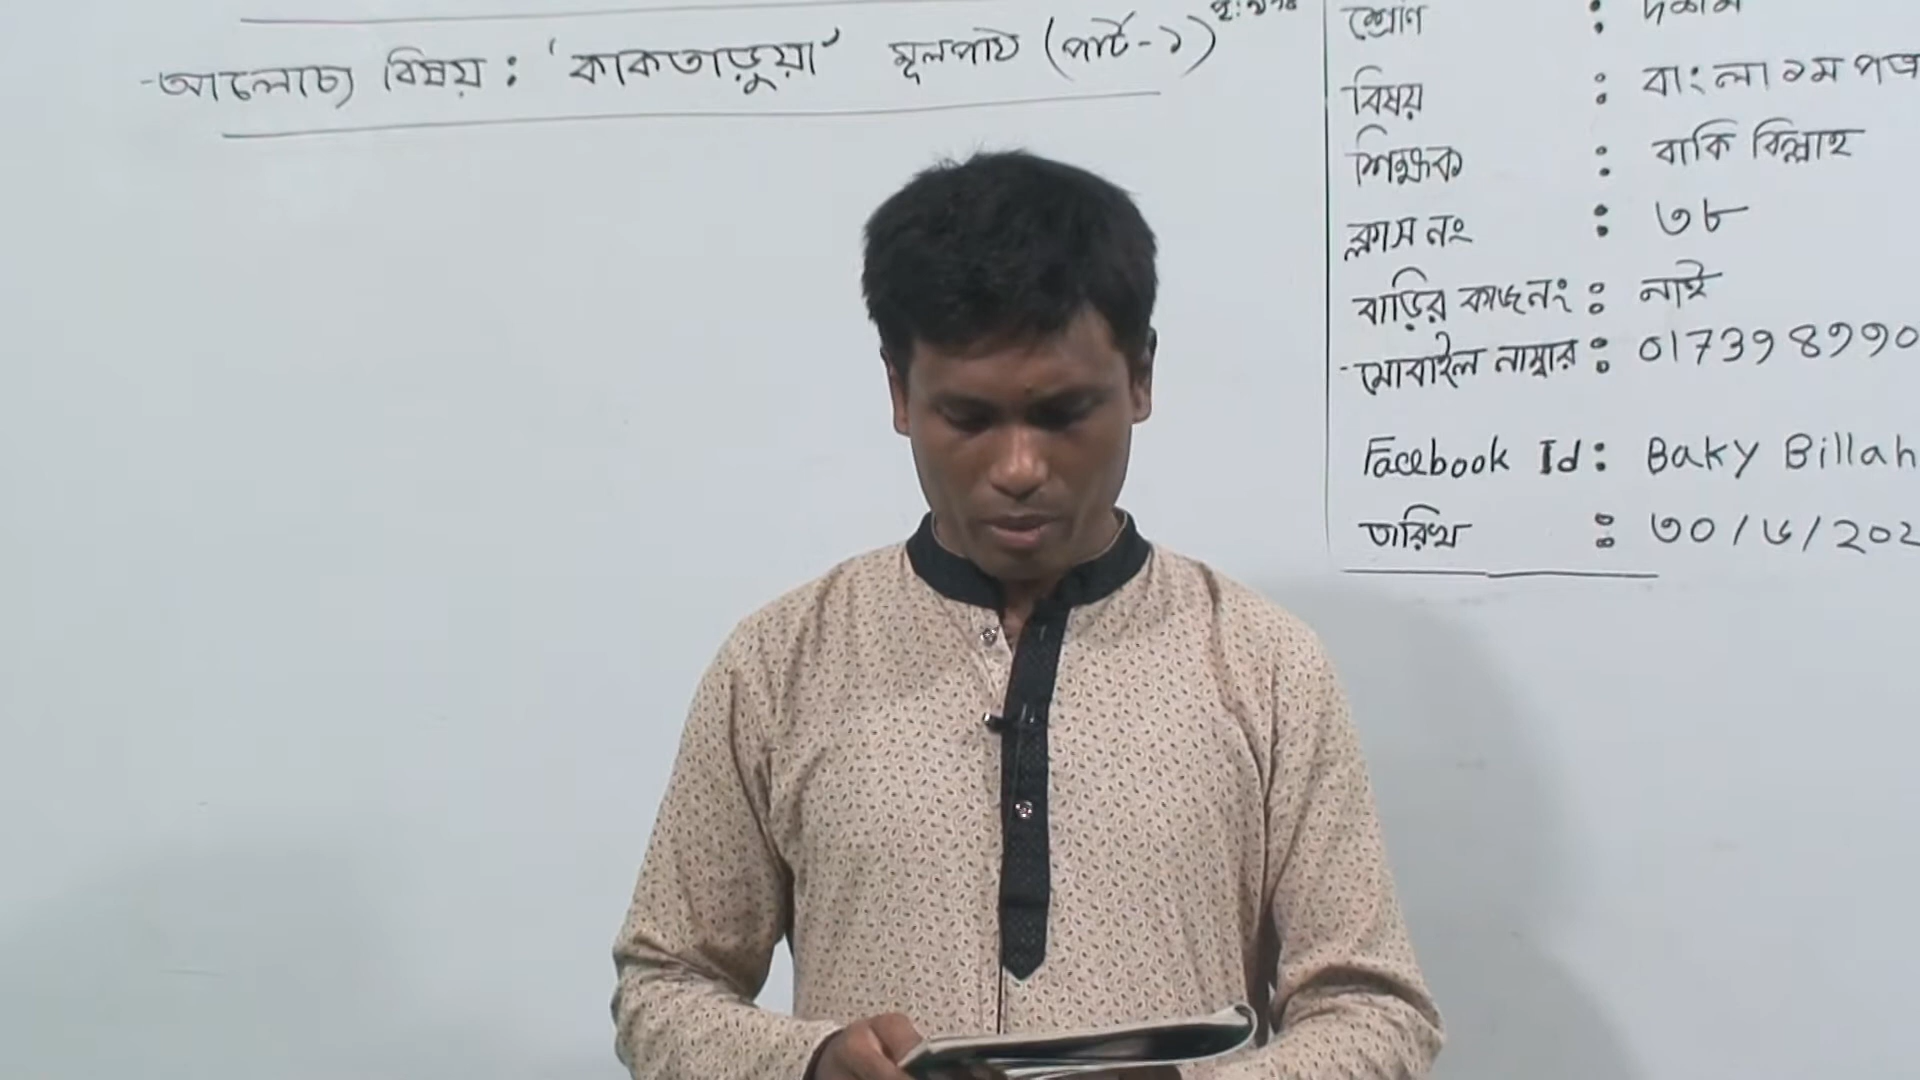 আলোচ্য বিষয় : 'কাকতাড়ুয়া' মূলপাঠ (পার্ট-১)
শ্রেণি : দশম
বিষয় : বাংলা ১ম পত্র
শিক্ষক : বাকি বিল্লাহ
ক্লাস নং : ৩৮
বাড়ির কাজ নং : নাই
মোবাইল নাম্বার :
Facebook Id : Baky Billah
তারিখ : ৩০/৬/২০২